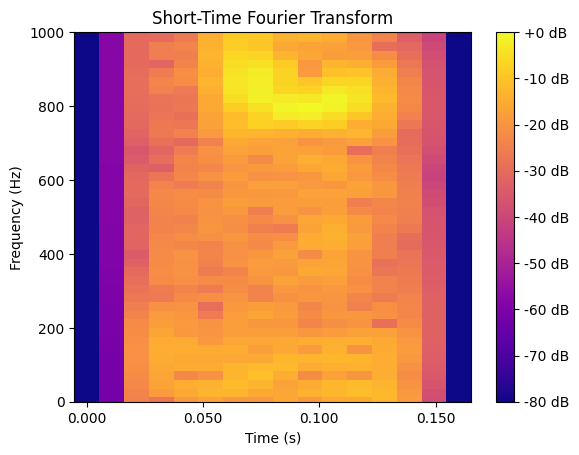 Short-Time Fourier Transform
1000
800
600
400
200
0
Frequency (Hz)
0.000
0.050
0.100
0.150
Time (s)
+0 dB
-10 dB
-20 dB
-30 dB
-40 dB
-50 dB
-60 dB
-70 dB
-80 dB